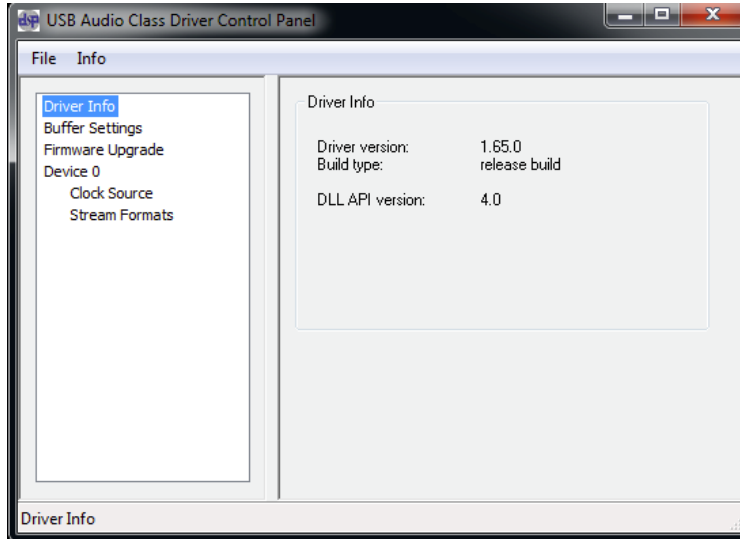 dsp USB Audio Class Driver Control Panel
File Info
Driver Info
Buffer Settings
Firmware Upgrade
Device 0
Clock Source
Stream Formats
Driver Info
Driver version: 1.65.0
Build type: release build
DLL API version: 4.0
Driver Info